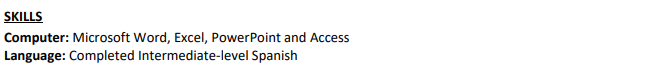 SKILLS
Computer: Microsoft Word, Excel, PowerPoint and Access
Language: Completed Intermediate-level Spanish